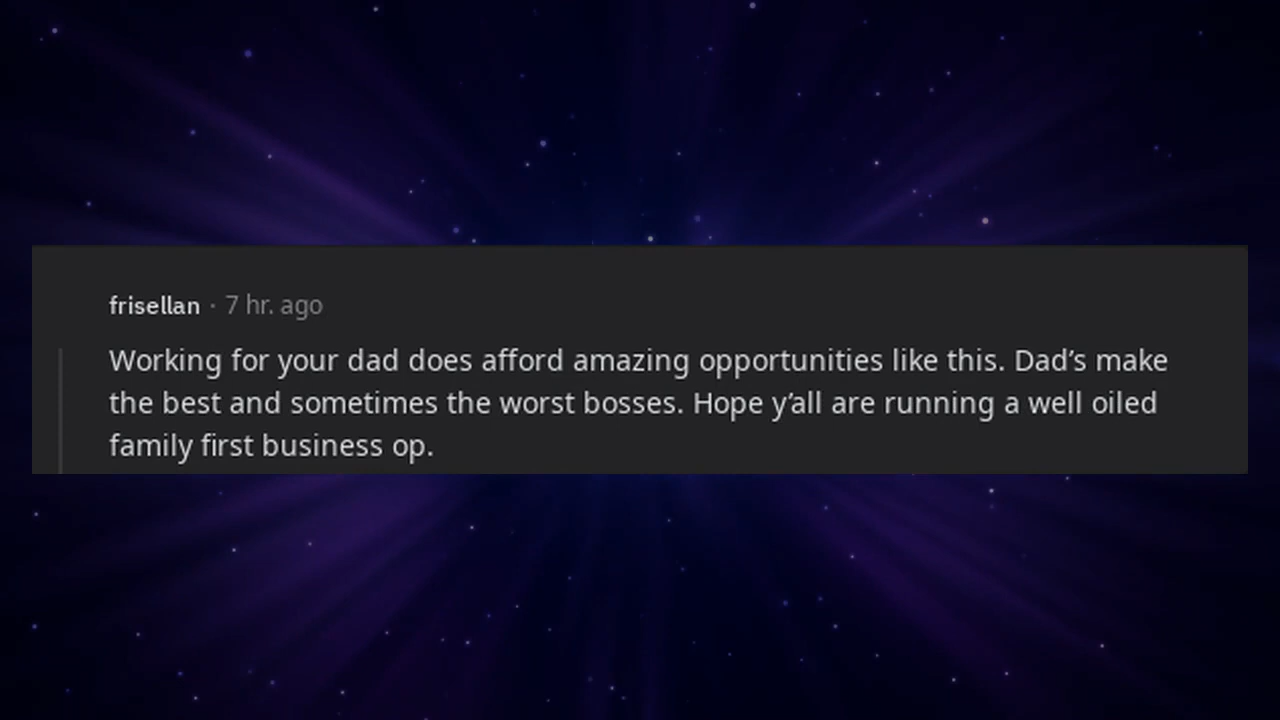 frisellan · 7 hr. ago
Working for your dad does afford amazing opportunities like this. Dad’s make
the best and sometimes the worst bosses. Hope y’all are running a well oiled
family first business op.